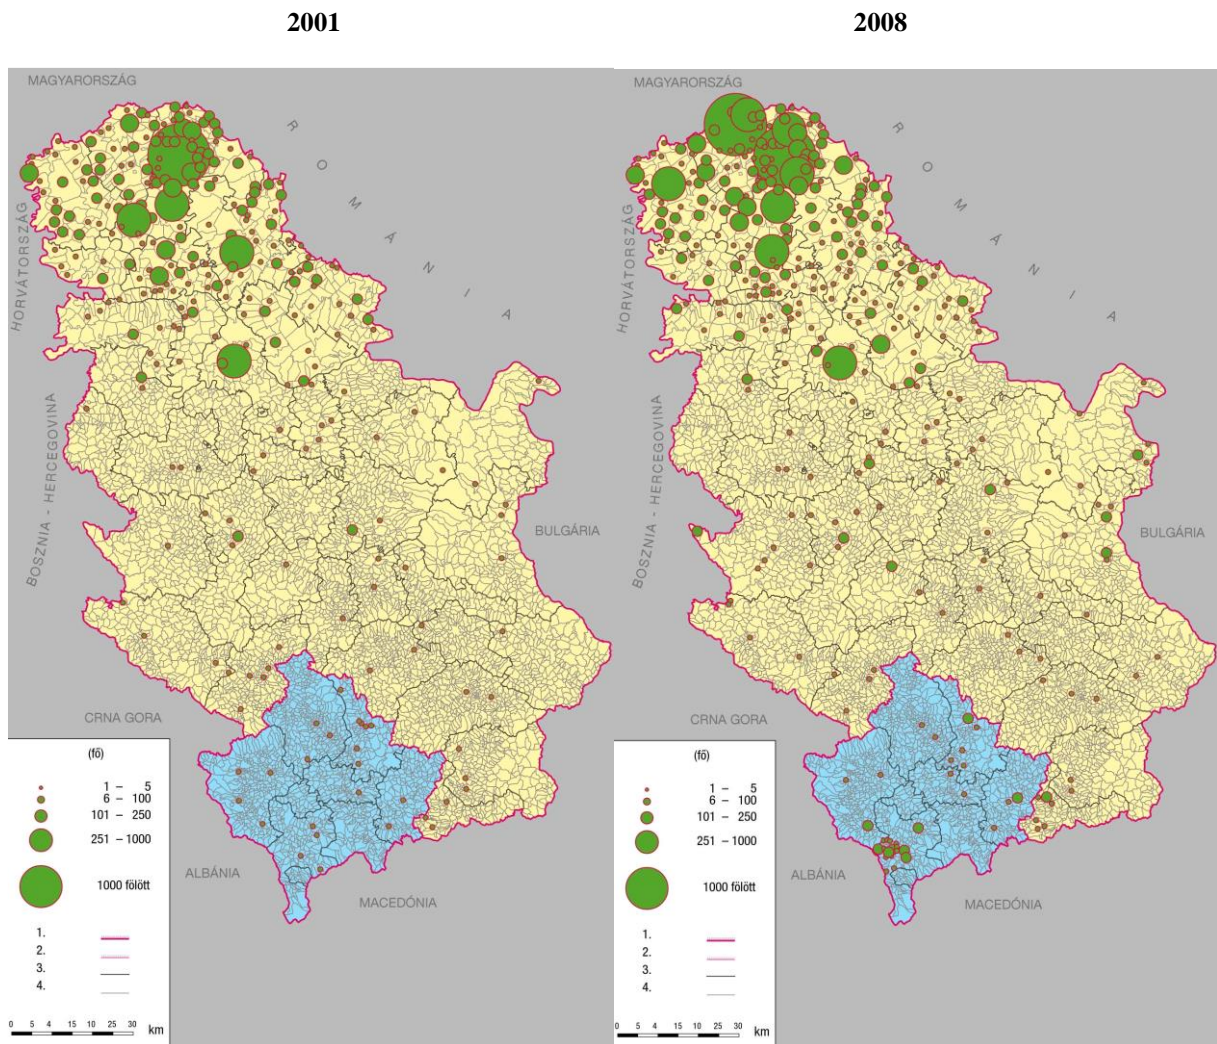 2001
2008
MAGYARORSZÁG
ROMÁNIA
HORVÁTORSZÁG
BOSZNIA - HERCEGOVINA
BULGÁRIA
CRNA GORA
ALBÁNIA
MACEDÓNIA
(fő)
1 – 5
6 – 100
101 – 250
251 – 1000
1000 fölött
1.
2.
3.
4.
0 5 4 15 10 25 30 km
MAGYARORSZÁG
ROMÁNIA
HORVÁTORSZÁG
BOSZNIA - HERCEGOVINA
BULGÁRIA
CRNA GORA
ALBÁNIA
MACEDÓNIA
(fő)
1 – 5
6 – 100
101 – 250
251 – 1000
1000 fölött
1.
2.
3.
4.
0 5 4 15 10 25 30 km